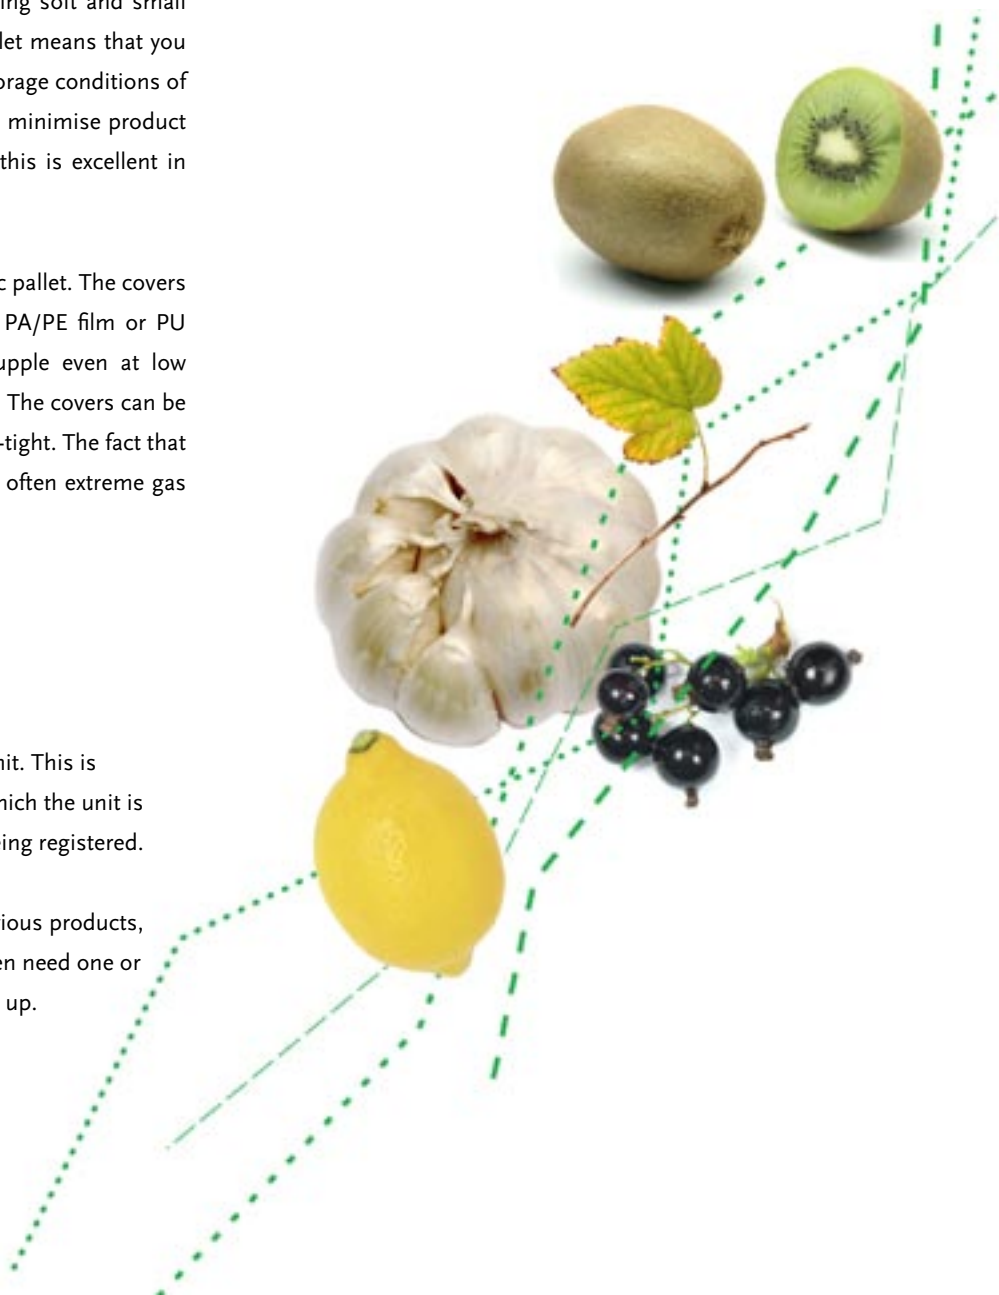 ing soft and small
let means that you
orage conditions of
minimise product
this is excellent in
c pallet. The covers
PA/PE film or PU
upple even at low
The covers can be
-tight. The fact that
often extreme gas
nit. This is
hich the unit is
eing registered.
rious products,
en need one or
up.